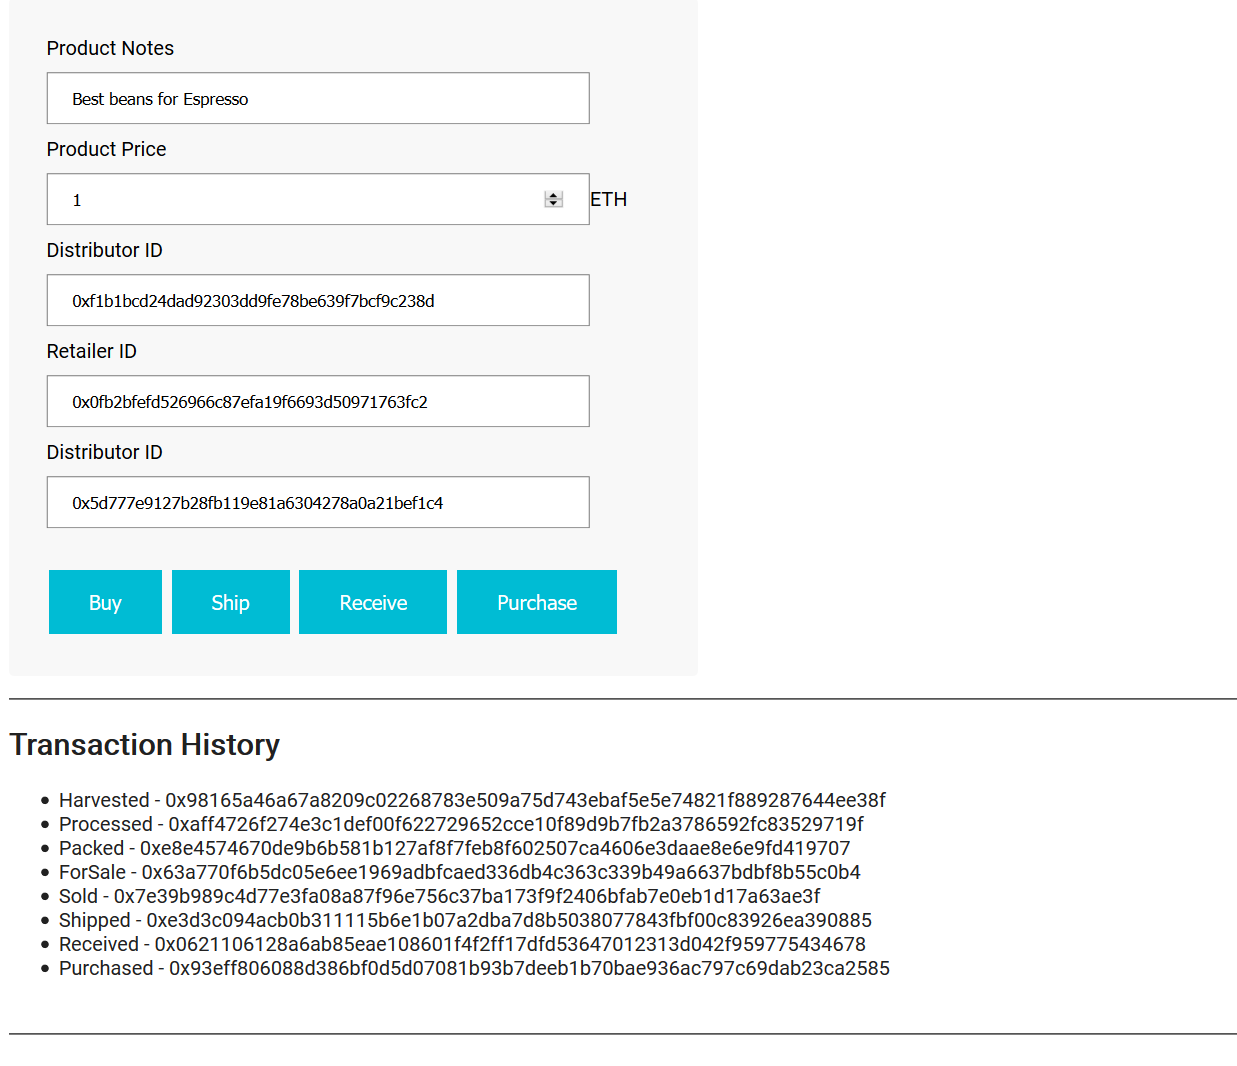 Product Notes
Best beans for Espresso
Product Price
1 ETH
Distributor ID
0xf1b1bcd24dad92303dd9fe78be639f7bcf9c238d
Retailer ID
0x0fb2bfefd526966c87efa19f6693d50971763fc2
Distributor ID
0x5d777e9127b28fb119e81a6304278a0a21bef1c4
Buy Ship Receive Purchase
Transaction History
Harvested - 0x98165a46a67a8209c02268783e509a75d743ebaf5e5e74821f889287644ee38f
Processed - 0xaff4726f274e3c1def00f622729652cce10f89d9b7fb2a3786592fc83529719f
Packed - 0xe8e4574670de9b6b581b127af8f7feb8f602507ca4606e3daae8e6e9fd419707
ForSale - 0x63a770f6b5dc05e6ee1969adbfcaed336db4c363c339b49a6637bdbf8b55c0b4
Sold - 0x7e39b989c4d77e3fa08a87f96e756c37ba173f9f2406bfab7e0eb1d17a63ae3f
Shipped - 0xe3d3c094acb0b311115b6e1b07a2dba7d8b5038077843fbf00c83926ea390885
Received - 0x0621106128a6ab85eae108601f4f2ff17dfd53647012313d042f959775434678
Purchased - 0x93eff806088d386bf0d5d07081b93b7deeb1b70bae936ac797c69dab23ca2585